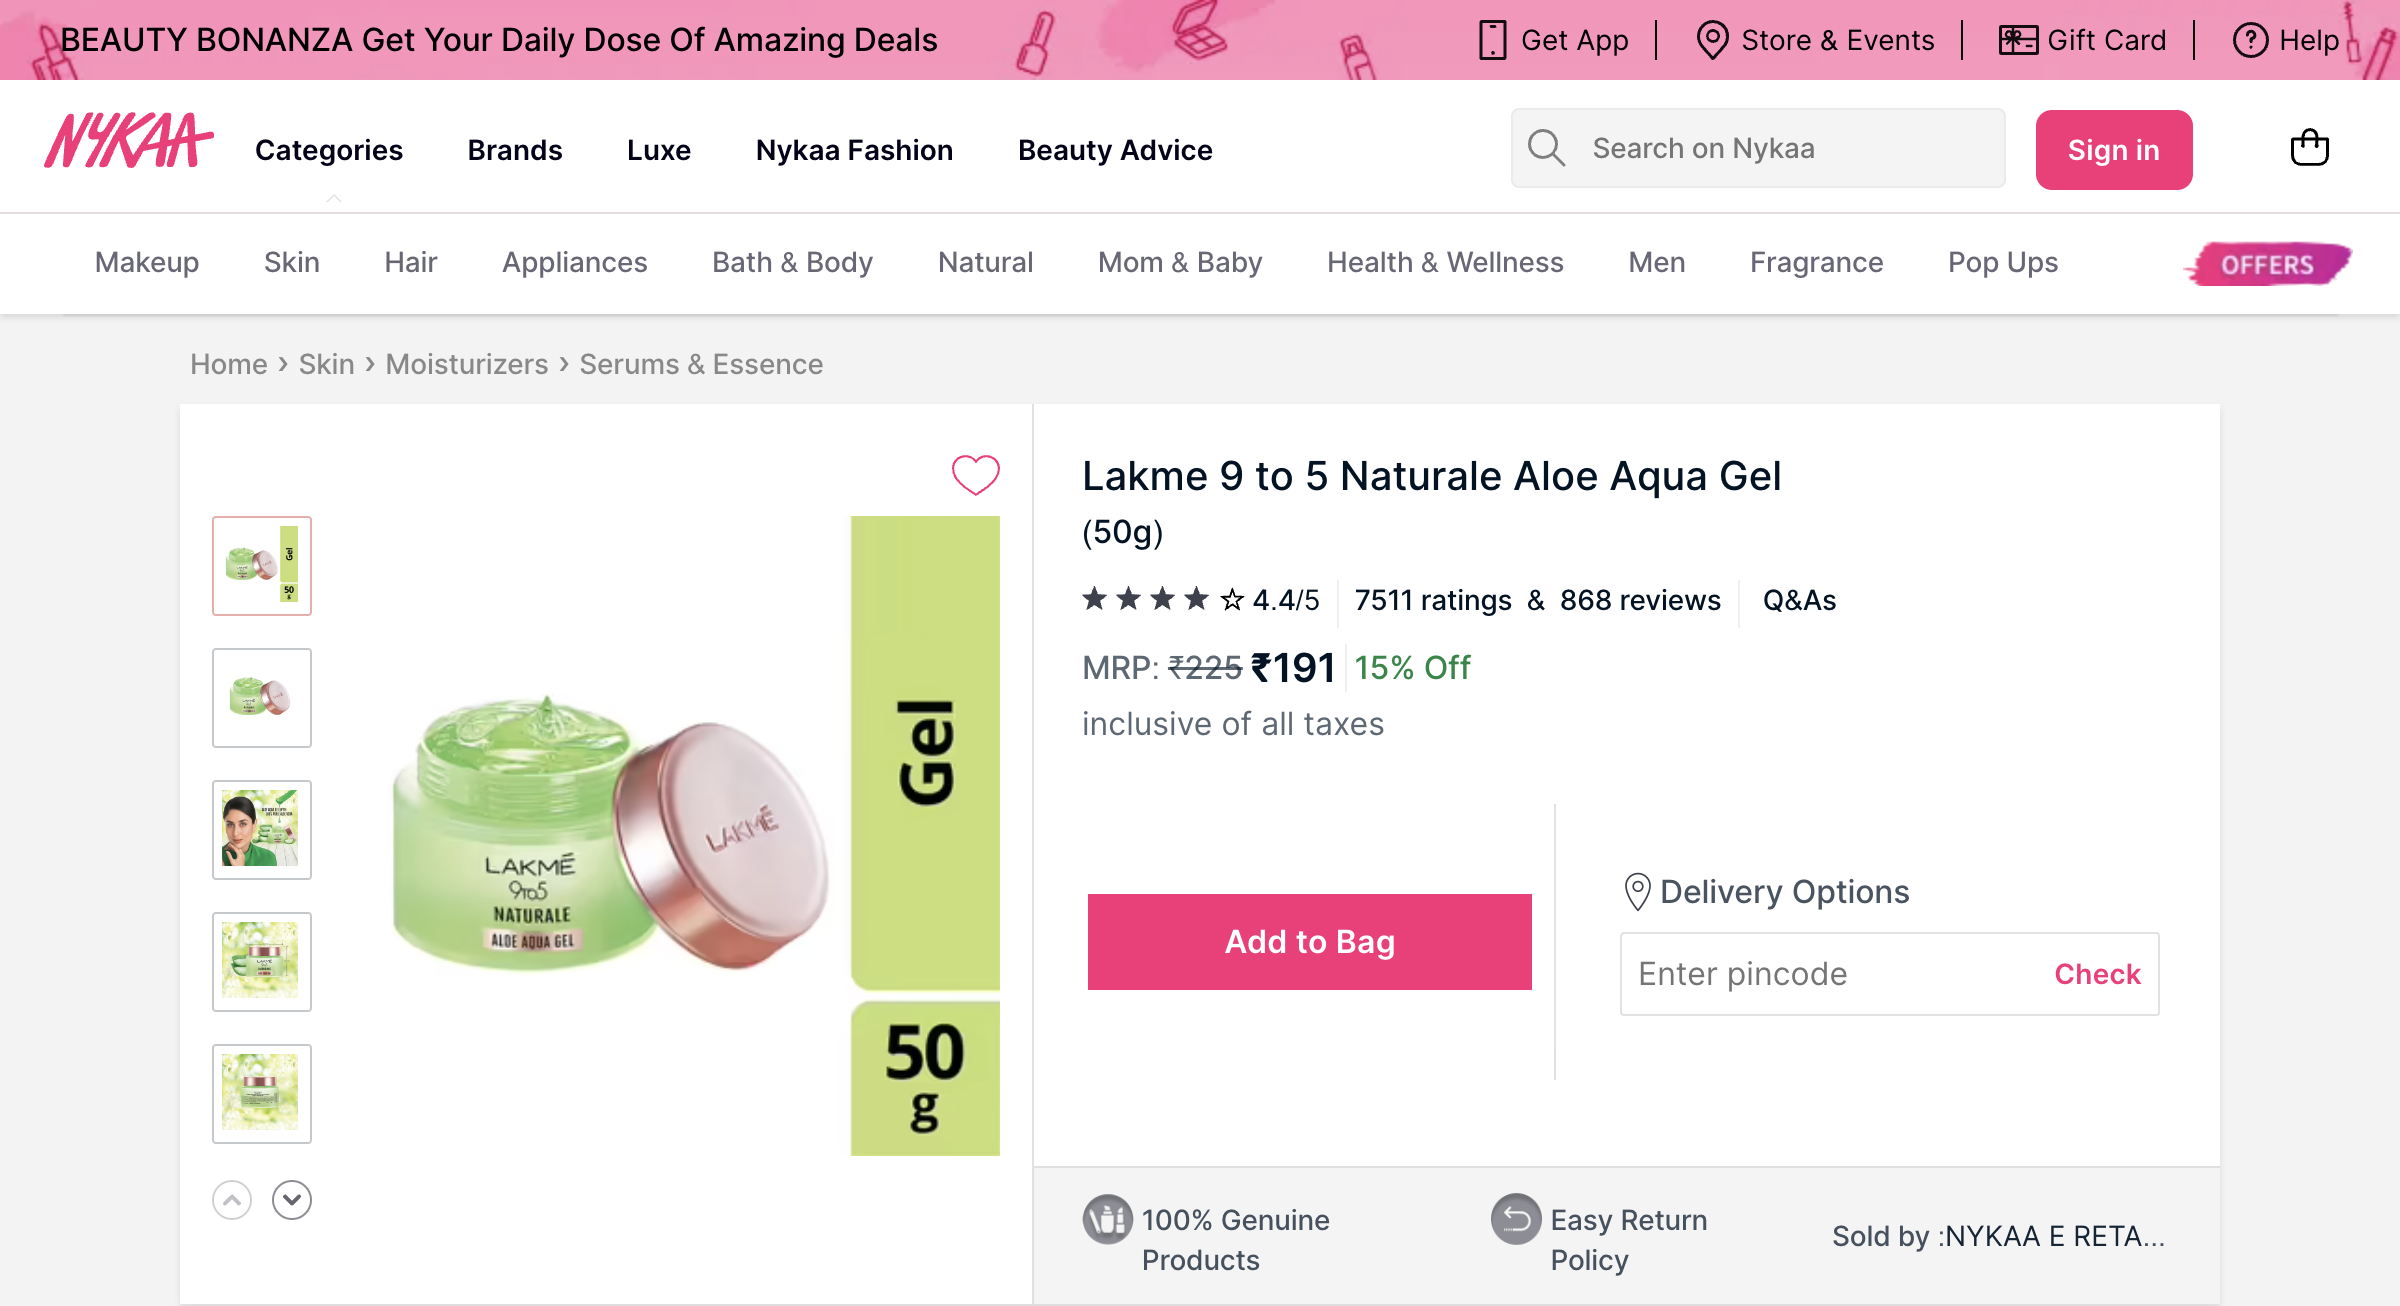 BEAUTY BONANZA Get Your Daily Dose Of Amazing Deals
Get App
Store & Events
Gift Card
Help
NYKAA
Categories
Brands
Luxe
Nykaa Fashion
Beauty Advice
Search on Nykaa
Sign in
Makeup
Skin
Hair
Appliances
Bath & Body
Natural
Mom & Baby
Health & Wellness
Men
Fragrance
Pop Ups
OFFERS
Home › Skin › Moisturizers › Serums & Essence
Gel
50
g
LAKMÉ
9to5
NATURALE
ALOE AQUA GEL
LAKMÉ
Gel
50
g
Lakme 9 to 5 Naturale Aloe Aqua Gel
(50g)
4.4/5
7511 ratings & 868 reviews
Q&As
MRP: ₹225 ₹191 15% Off
inclusive of all taxes
Add to Bag
Delivery Options
Enter pincode
Check
100% Genuine
Products
Easy Return
Policy
Sold by :NYKAA E RETA...